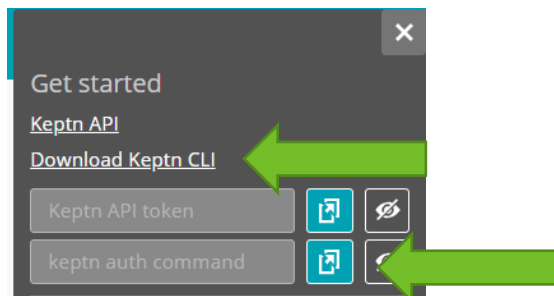 Get started
Keptn API
Download Keptn CLI
Keptn API token
keptn auth command